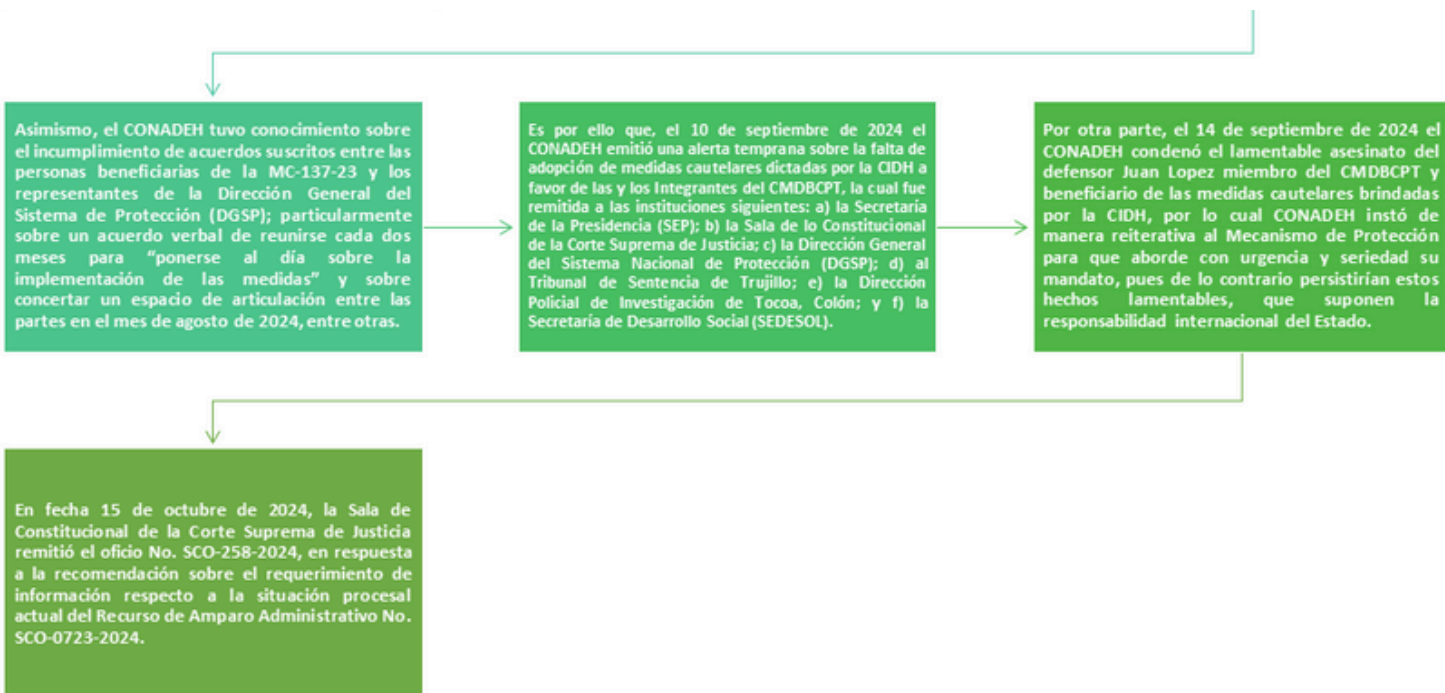 Asimismo, el CONADEH tuvo conocimiento sobre
el incumplimiento de acuerdos suscritos entre las
personas beneficiarias de la MC-137-23 y los
representantes de la Dirección General del
Sistema de Protección (DGSP); particularmente
sobre un acuerdo verbal de reunirse cada dos
meses para “ponerse al día sobre la
implementación de las medidas” y sobre
concertar un espacio de articulación entre las
partes en el mes de agosto de 2024, entre otras.
Es por ello que, el 10 de septiembre de 2024 el
CONADEH emitió una alerta temprana sobre la falta de
adopción de medidas cautelares dictadas por la CIDH a
favor de las y los Integrantes del CMDBCPT, la cual fue
remitida a las instituciones siguientes: a) la Secretaría
de la Presidencia (SEP); b) la Sala de lo Constitucional
de la Corte Suprema de Justicia; c) la Dirección General
del Sistema Nacional de Protección (DGSP); d) al
Tribunal de Sentencia de Trujillo; e) la Dirección
Policial de Investigación de Tocoa, Colón; y f) la
Secretaría de Desarrollo Social (SEDESOL).
Por otra parte, el 14 de septiembre de 2024 el
CONADEH condenó el lamentable asesinato del
defensor Juan Lopez miembro del CMDBCPT y
beneficiario de las medidas cautelares brindadas
por la CIDH, por lo cual CONADEH instó de
manera reiterativa al Mecanismo de Protección
para que aborde con urgencia y seriedad su
mandato, pues de lo contrario persistirían estos
hechos lamentables, que suponen la
responsabilidad internacional del Estado.
En fecha 15 de octubre de 2024, la Sala de
Constitucional de la Corte Suprema de Justicia
remitió el oficio No. SCO-258-2024, en respuesta
a la recomendación sobre el requerimiento de
información respecto a la situación procesal
actual del Recurso de Amparo Administrativo No.
SCO-0723-2024.